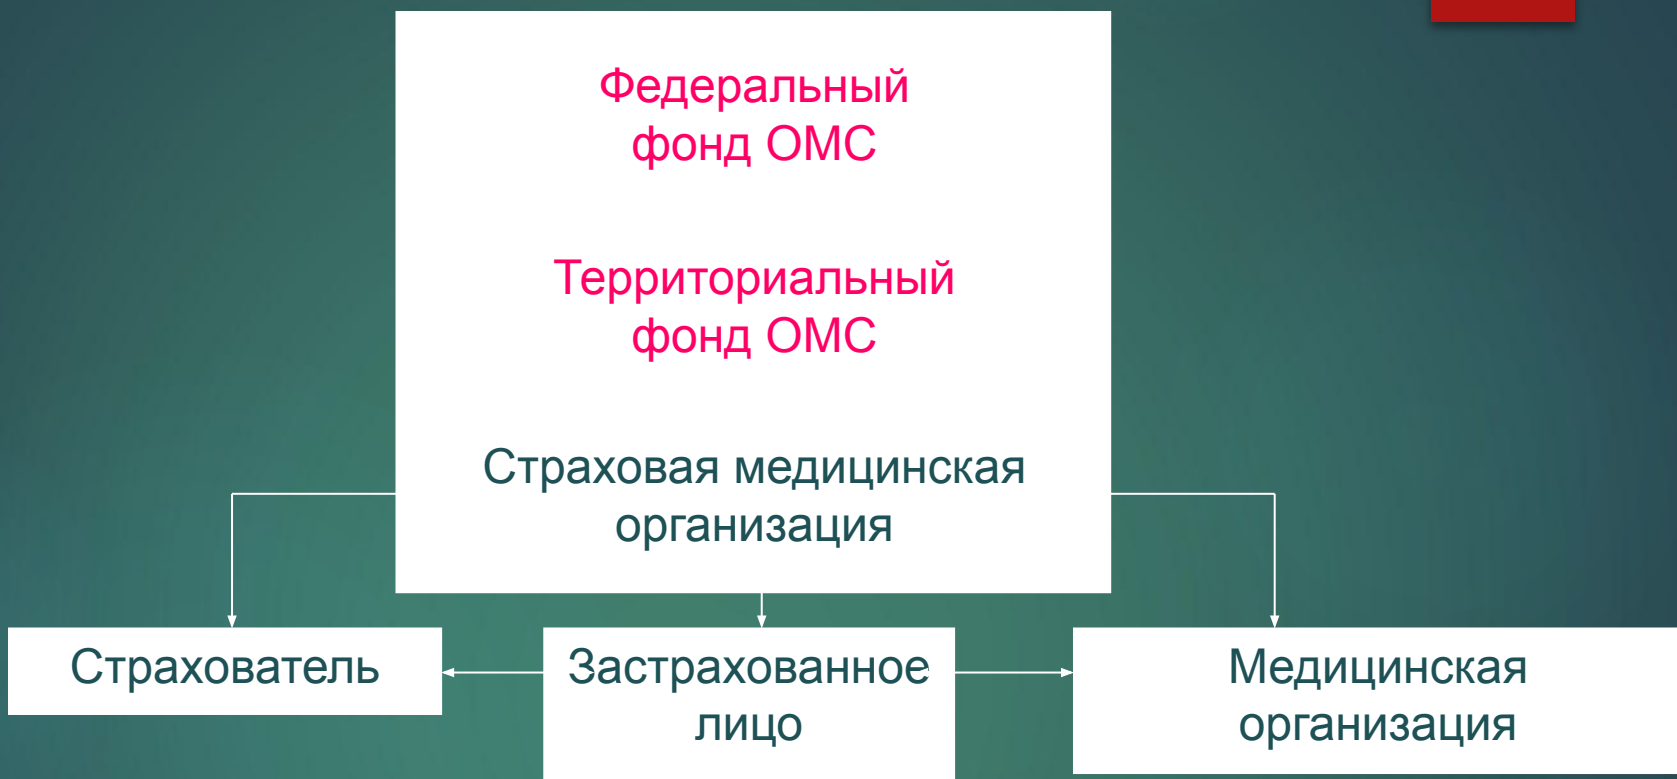 Федеральный
фонд ОМС
Территориальный
фонд ОМС
Страховая медицинская
организация
Страхователь
Застрахованное
лицо
Медицинская
организация